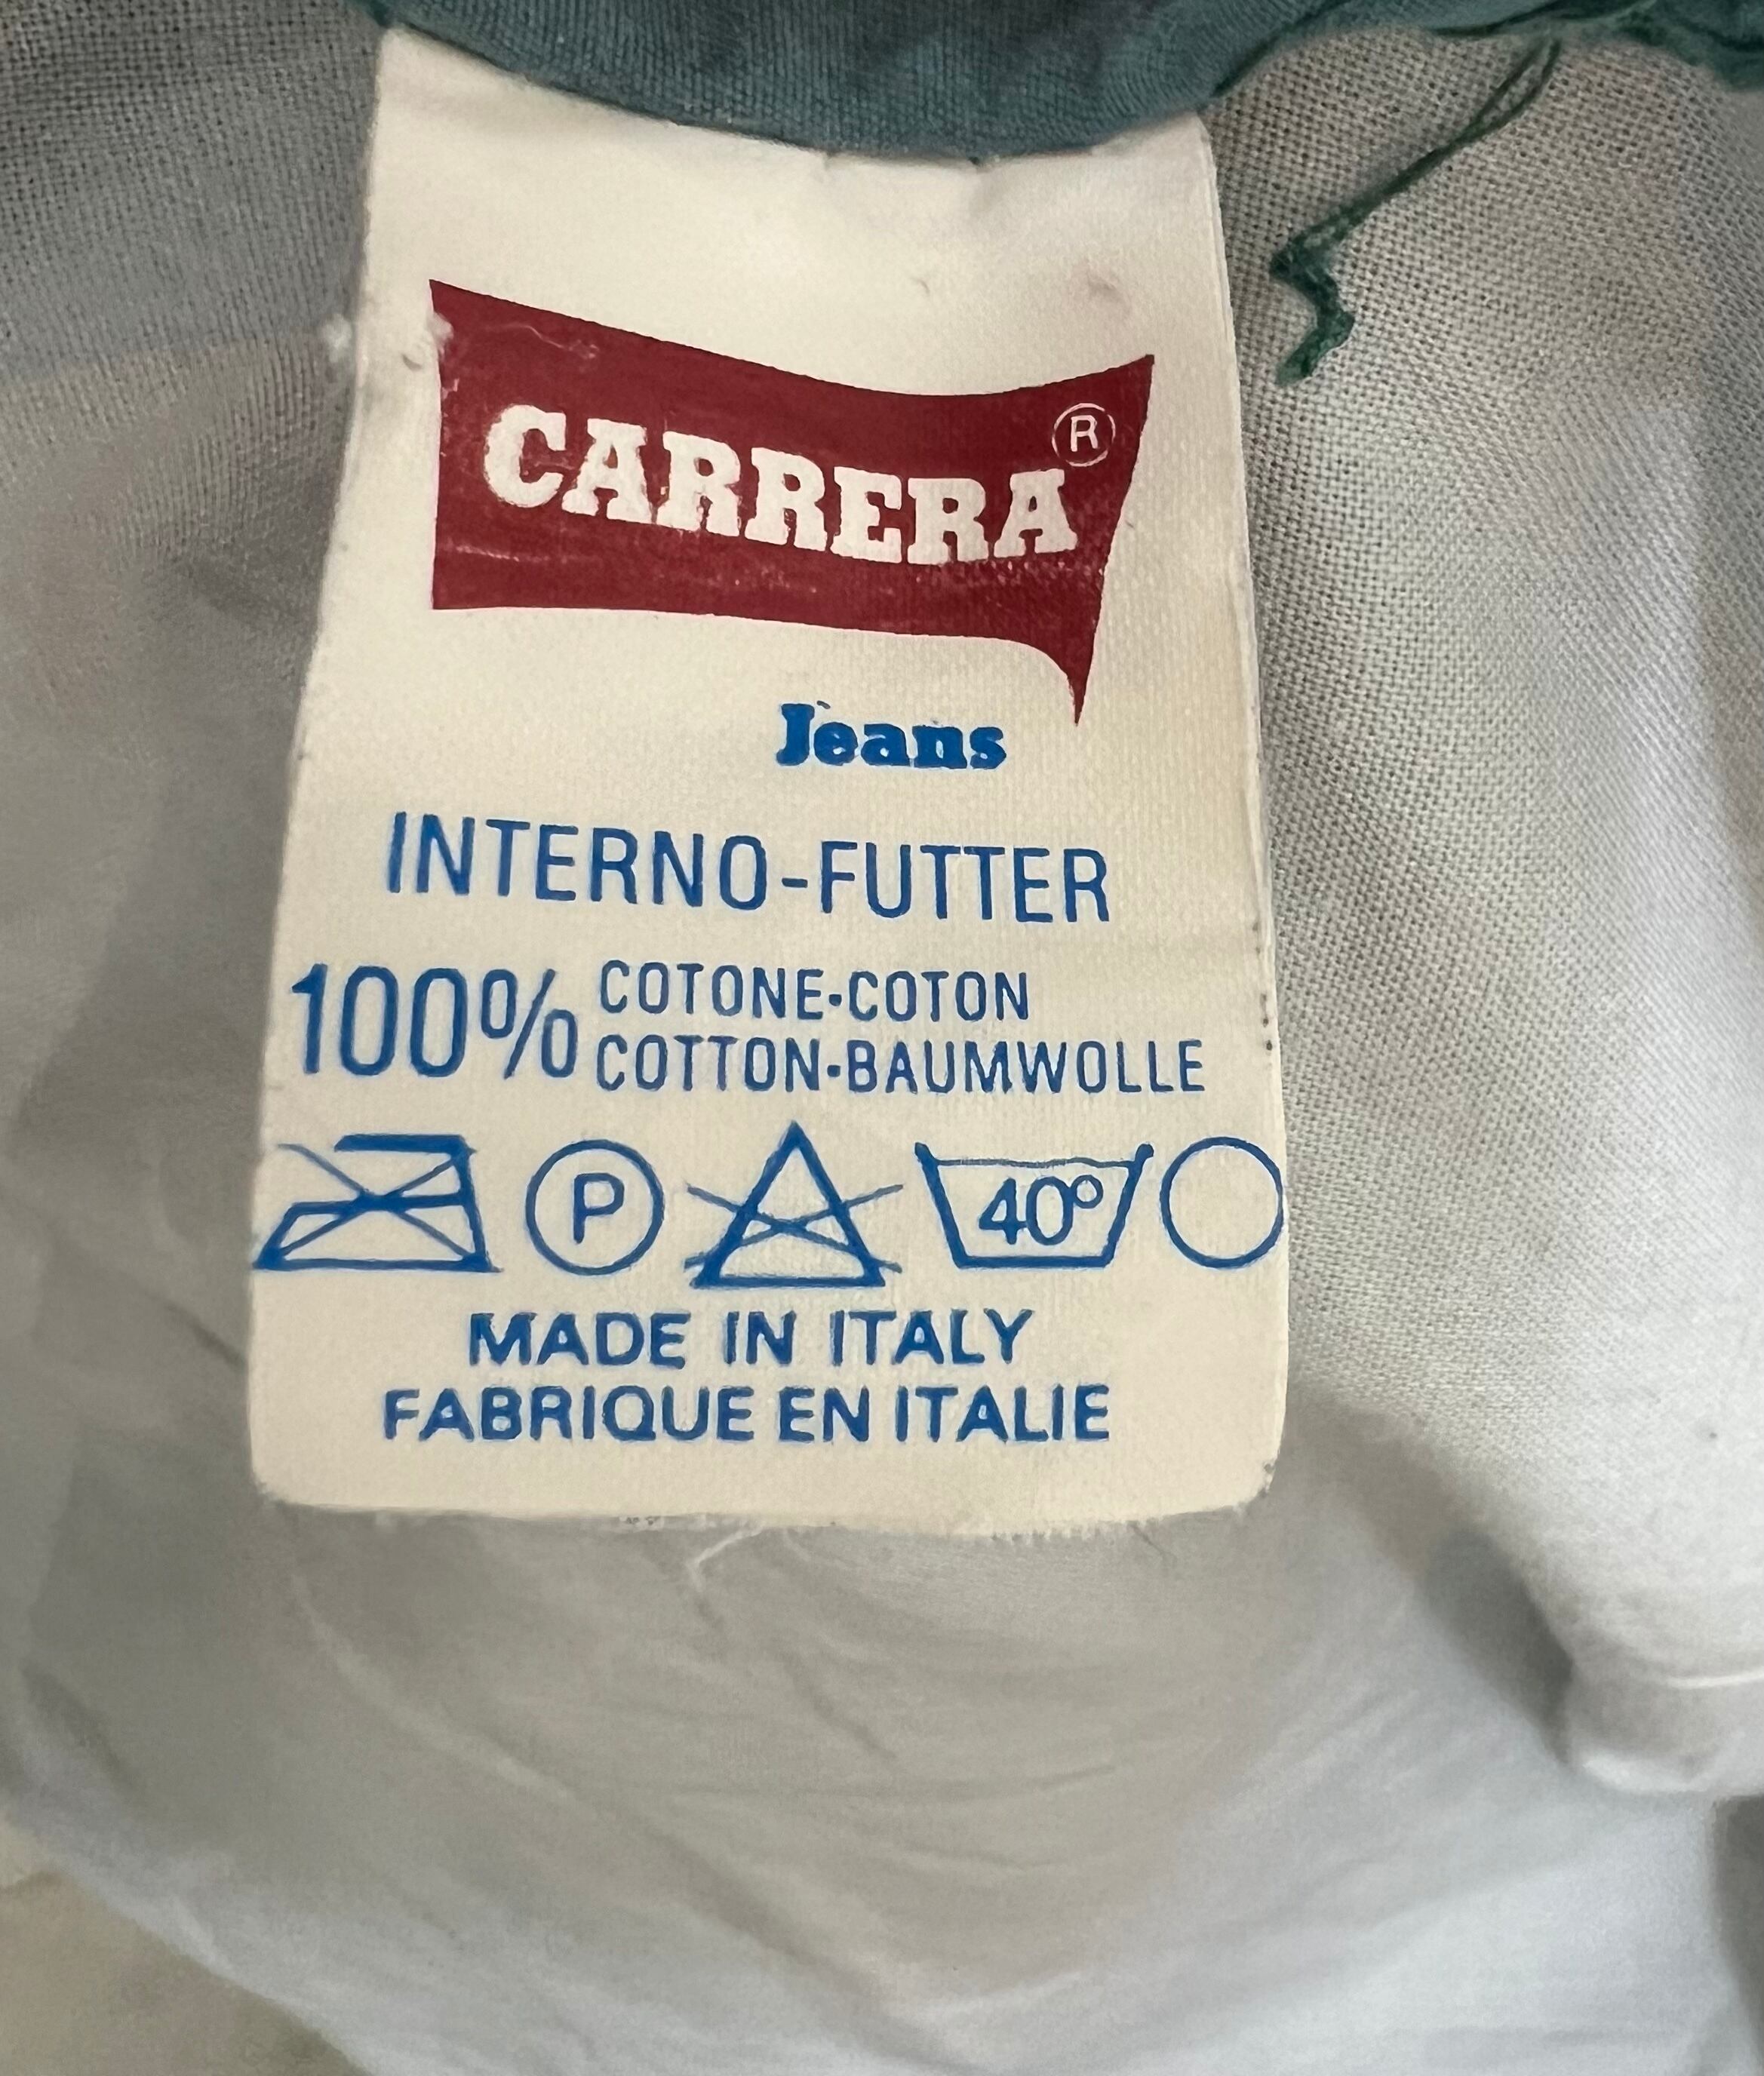 CARRERA®
Jeans
INTERNO-FUTTER
100% COTONE•COTON
COTTON•BAUMWOLLE
P 40°
MADE IN ITALY
FABRIQUE EN ITALIE